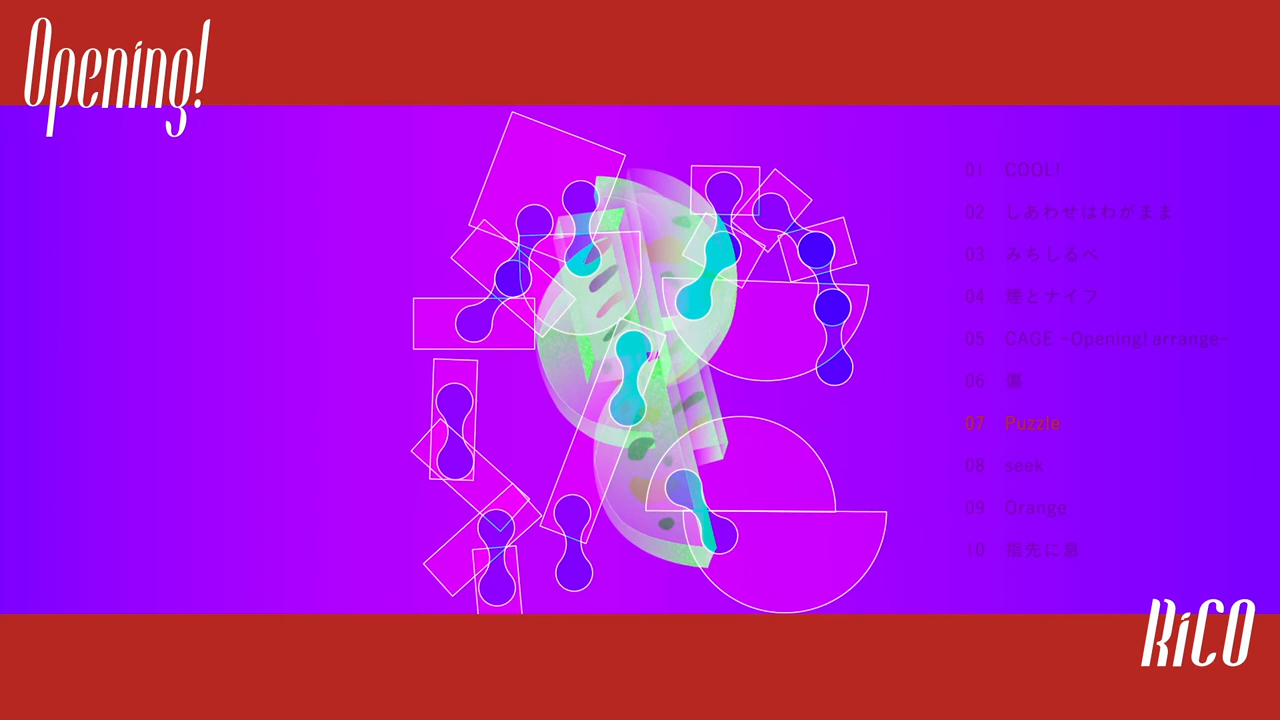 Opening!
01 COOL!
02 しあわせはわがまま
03 みちしるべ
04 煙とナイフ
05 CAGE -Opening! arrange-
06 傷
07 Puzzle
08 seek
09 Orange
10 指先に息
RiCO